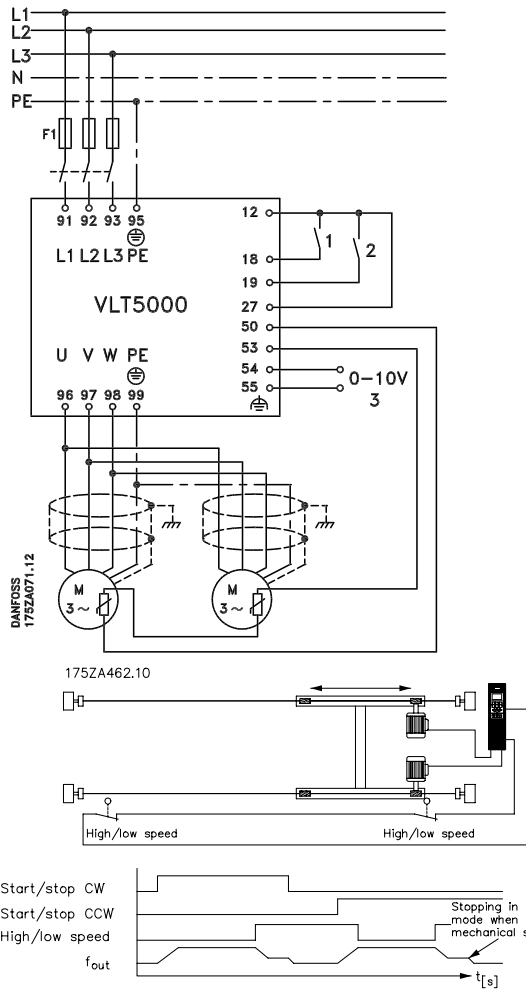 L1
L2
L3
N
PE
F1
91 92 93 95
12
1
2
L1 L2 L3 PE
18
19
VLT5000
27
50
U V W PE
53
54
0-10V
96 97 98 99
55
3
M
3~
M
3~
DANFOSS
175ZA071.12
175ZA462.10
High/low speed
High/low speed
Start/stop CW
Start/stop CCW
High/low speed
fout
Stopping in
mode when
mechanical s
t[s]